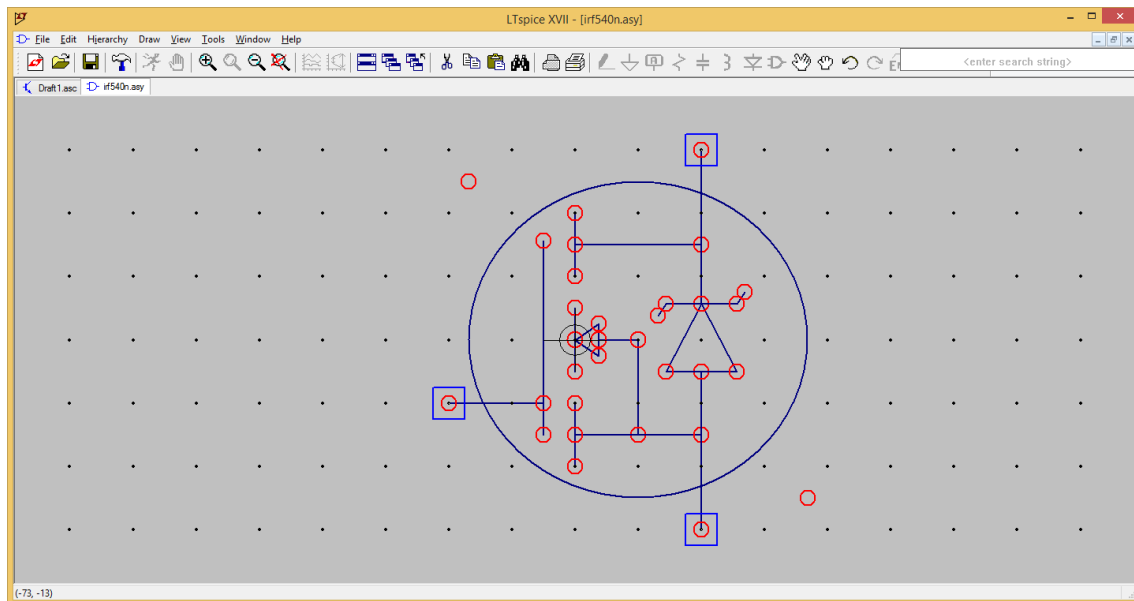 LTspice XVII - [irf540n.asy]
File Edit Hierarchy Draw View Tools Window Help
<enter search string>
Draft1.asc irf540n.asy
(-73, -13)